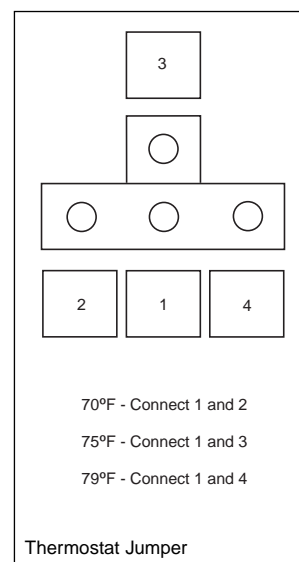 3
2 1 4
70ºF - Connect 1 and 2
75ºF - Connect 1 and 3
79ºF - Connect 1 and 4
Thermostat Jumper